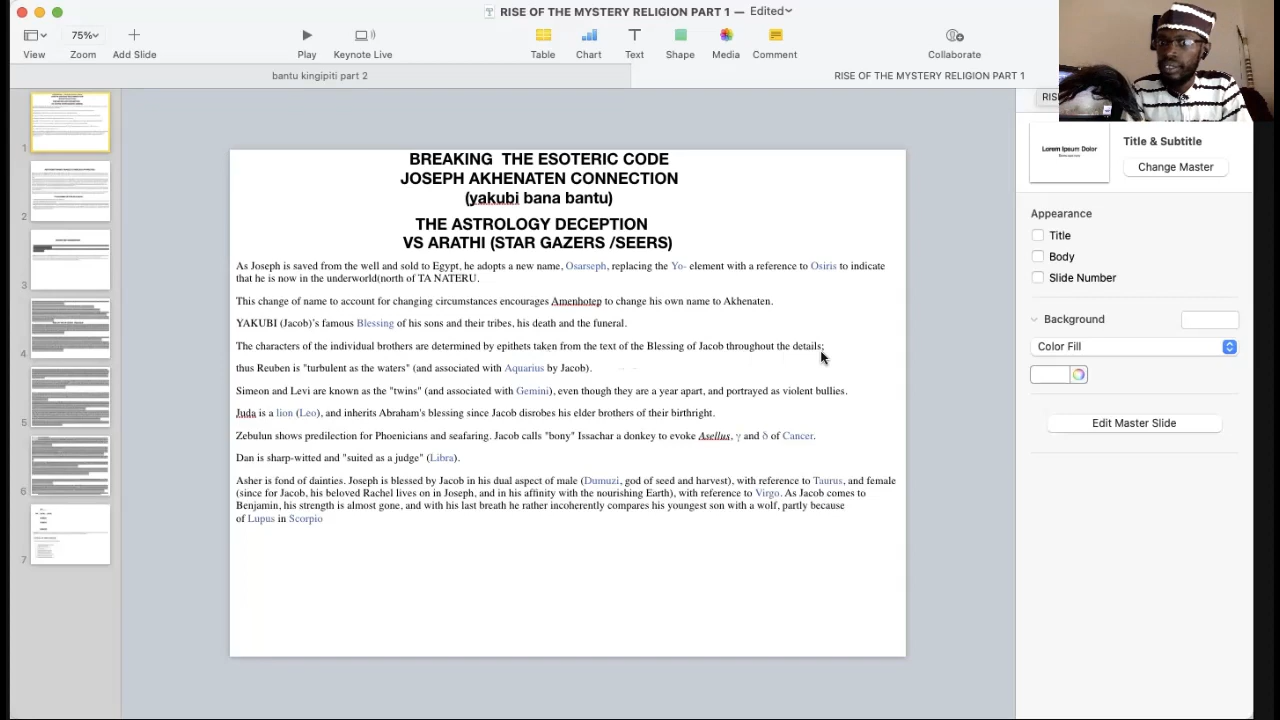 RISE OF THE MYSTERY RELIGION PART 1 — Edited
75%
View
Zoom
Add Slide
Play
Keynote Live
Table
Chart
Text
Shape
Media
Comment
Collaborate
bantu kingipiti part 2
RISE OF THE MYSTERY RELIGION PART 1
RIS
1
2
3
4
5
6
7
BREAKING THE ESOTERIC CODE
JOSEPH AKHENATEN CONNECTION
(yakubi bana bantu)
THE ASTROLOGY DECEPTION
VS ARATHI (STAR GAZERS /SEERS)
As Joseph is saved from the well and sold to Egypt, he adopts a new name, Osarseph, replacing the Yo- element with a reference to Osiris to indicate
that he is now in the underworld(north of TA NATERU.
This change of name to account for changing circumstances encourages Amenhotep to change his own name to Akhenaten.
YAKUBI (Jacob)'s famous Blessing of his sons and their tribes, his death and the funeral.
The characters of the individual brothers are determined by epithets taken from the text of the Blessing of Jacob throughout the details;
thus Reuben is "turbulent as the waters" (and associated with Aquarius by Jacob).
Simeon and Levi are known as the "twins" (and associated with Gemini), even though they are a year apart, and portrayed as violent bullies.
Juda is a lion (Leo), and inherits Abraham's blessing since Jacob disrobes his elder brothers of their birthright.
Zebulun shows predilection for Phoenicians and seafaring. Jacob calls "bony" Issachar a donkey to evoke Asellus, γ and δ of Cancer.
Dan is sharp-witted and "suited as a judge" (Libra).
Asher is fond of dainties. Joseph is blessed by Jacob in his dual aspect of male (Dumuzi, god of seed and harvest), with reference to Taurus, and female
(since for Jacob, his beloved Rachel lives on in Joseph, and in his affinity with the nourishing Earth), with reference to Virgo. As Jacob comes to
Benjamin, his strength is almost gone, and with his last breath he rather incoherently compares his youngest son with a wolf, partly because
of Lupus in Scorpio
Lorem Ipsum Dolor
Title & Subtitle
Change Master
Appearance
Title
Body
Slide Number
Background
Color Fill
Edit Master Slide